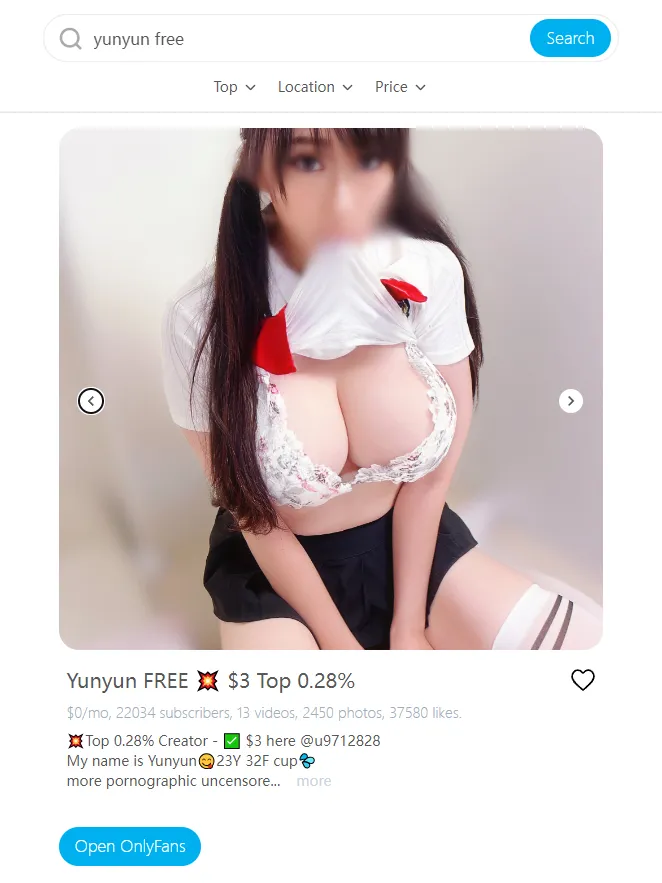 yunyun free
Search
Top
Location
Price
Yunyun FREE 💥 $3 Top 0.28%
$0/mo, 22034 subscribers, 13 videos, 2450 photos, 37580 likes.
💥Top 0.28% Creator - ✅ $3 here @u9712828
My name is Yunyun😋23Y 32F cup💦
more pornographic uncensore... more
Open OnlyFans